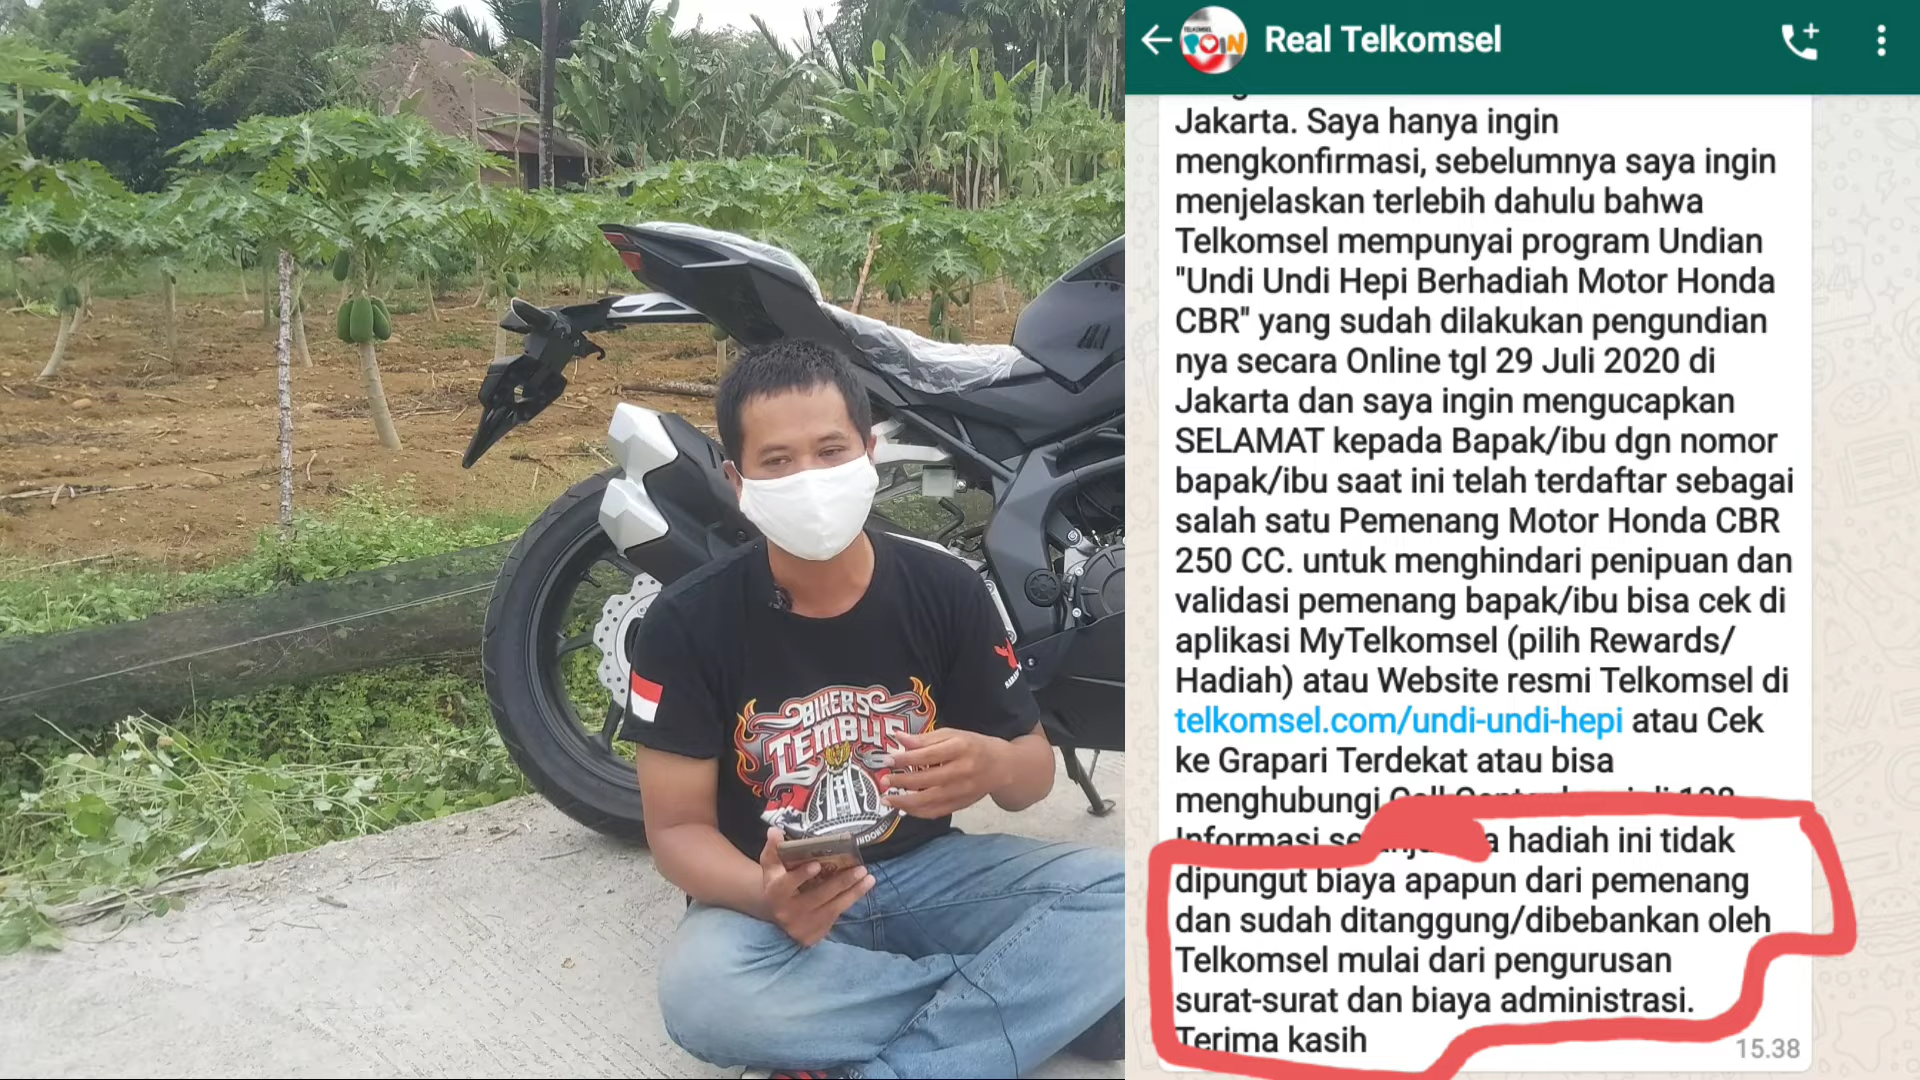 BIKERS
TEMBUS
INDONESIA
TELKOMSEL
POIN
Real Telkomsel
Jakarta. Saya hanya ingin
mengkonfirmasi, sebelumnya saya ingin
menjelaskan terlebih dahulu bahwa
Telkomsel mempunyai program Undian
"Undi Undi Hepi Berhadiah Motor Honda
CBR" yang sudah dilakukan pengundian
nya secara Online tgl 29 Juli 2020 di
Jakarta dan saya ingin mengucapkan
SELAMAT kepada Bapak/ibu dgn nomor
bapak/ibu saat ini telah terdaftar sebagai
salah satu Pemenang Motor Honda CBR
250 CC. untuk menghindari penipuan dan
validasi pemenang bapak/ibu bisa cek di
aplikasi MyTelkomsel (pilih Rewards/
Hadiah) atau Website resmi Telkomsel di
telkomsel.com/undi-undi-hepi atau Cek
ke Grapari Terdekat atau bisa
menghubungi Call Center
Informasi hadiah ini tidak
dipungut biaya apapun dari pemenang
dan sudah ditanggung/dibebankan oleh
Telkomsel mulai dari pengurusan
surat-surat dan biaya administrasi.
Terima kasih
15.38